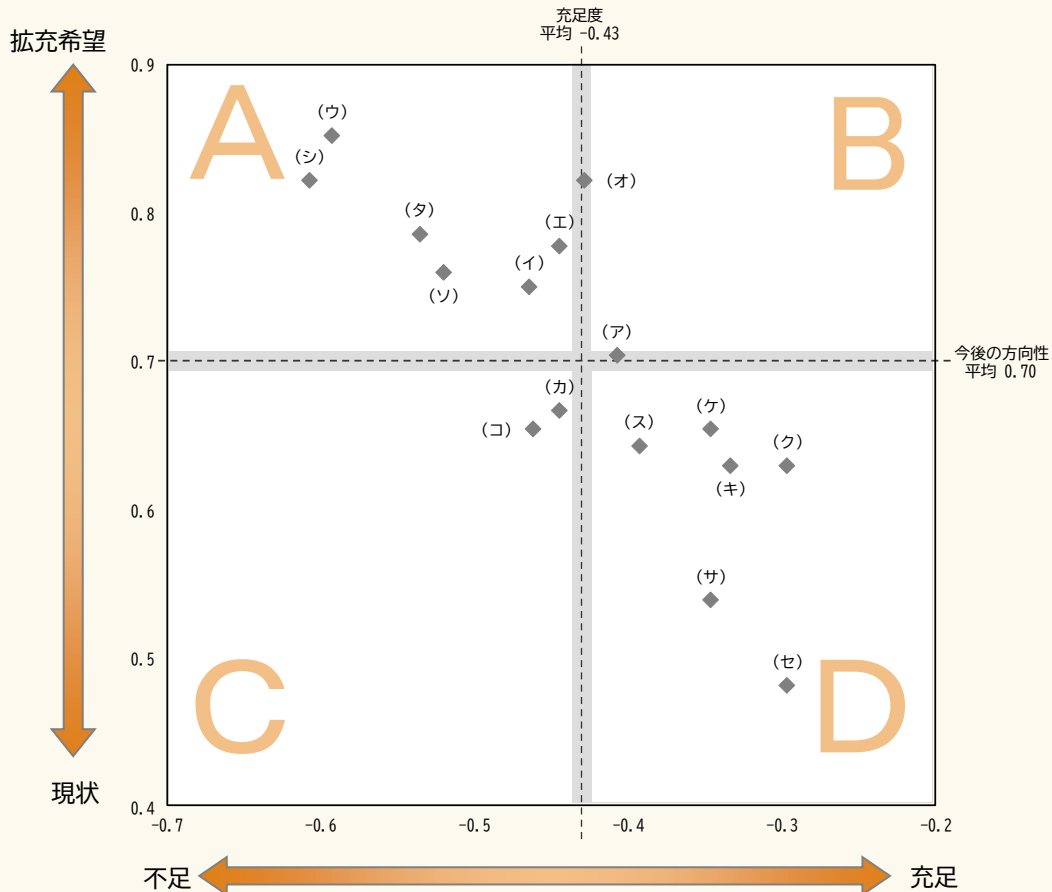 充足度
平均 -0.43
拡充希望
0.9
A
B
(ウ)
(シ)
(オ)
(タ)
0.8
(エ)
(イ)
(ソ)
(ア)
0.7
今後の方向性
平均 0.70
(カ)
(コ)
(ス)
(ケ)
(ク)
(キ)
0.6
(サ)
0.5
(セ)
C
D
現状
0.4
-0.7
-0.6
-0.5
-0.4
-0.3
-0.2
不足
充足